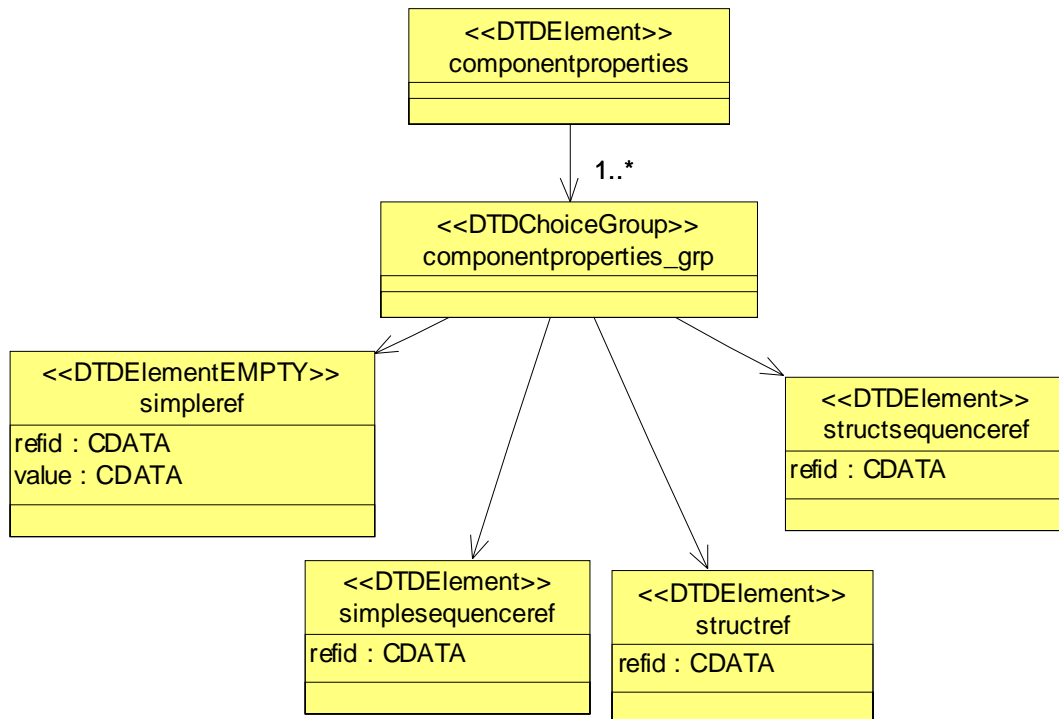 <<DTDElement>>
componentproperties
1..*
<<DTDChoiceGroup>>
componentproperties_grp
<<DTDElementEMPTY>>
simpleref
refid : CDATA
value : CDATA
<<DTDElement>>
structsequenceref
refid : CDATA
<<DTDElement>>
simplesequenceref
refid : CDATA
<<DTDElement>>
structref
refid : CDATA